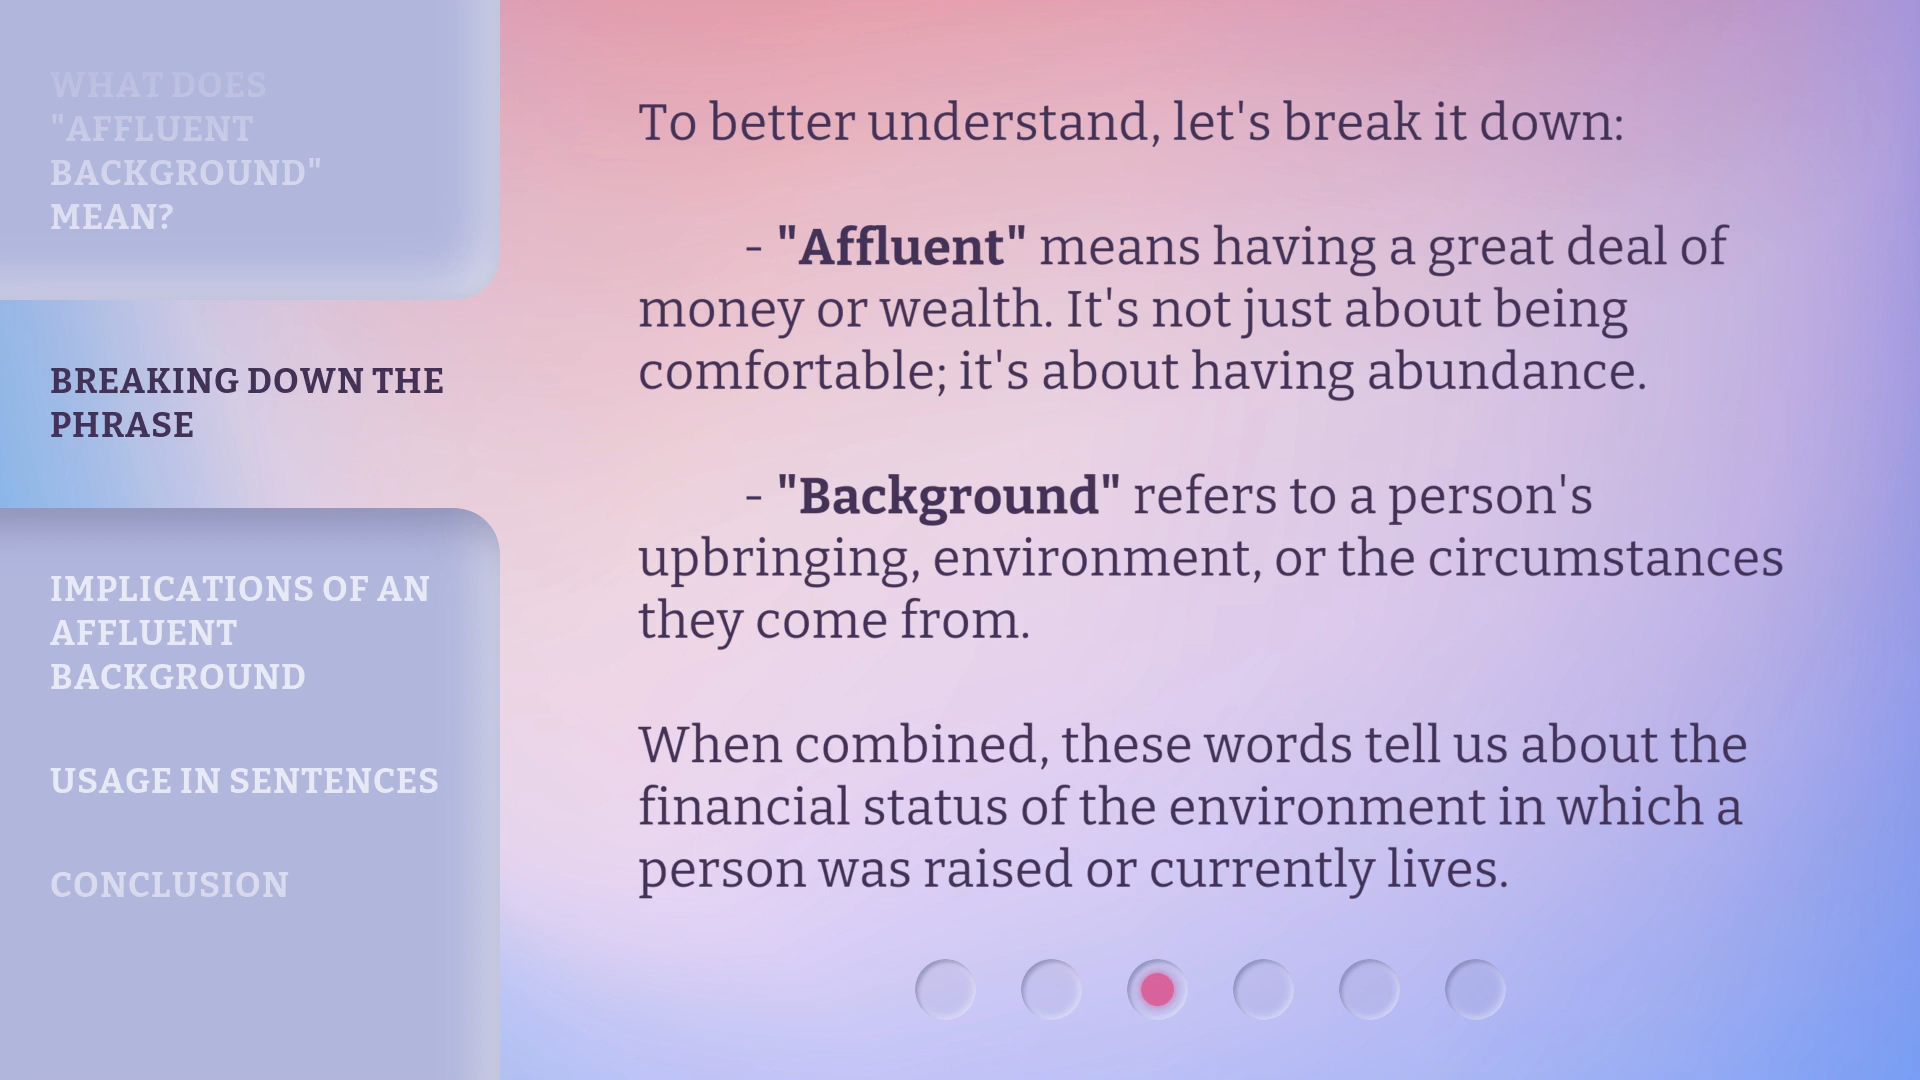 WHAT DOES
"AFFLUENT
BACKGROUND"
MEAN?
BREAKING DOWN THE
PHRASE
IMPLICATIONS OF AN
AFFLUENT
BACKGROUND
USAGE IN SENTENCES
CONCLUSION
To better understand, let's break it down:
- "Affluent" means having a great deal of
money or wealth. It's not just about being
comfortable; it's about having abundance.
- "Background" refers to a person's
upbringing, environment, or the circumstances
they come from.
When combined, these words tell us about the
financial status of the environment in which a
person was raised or currently lives.